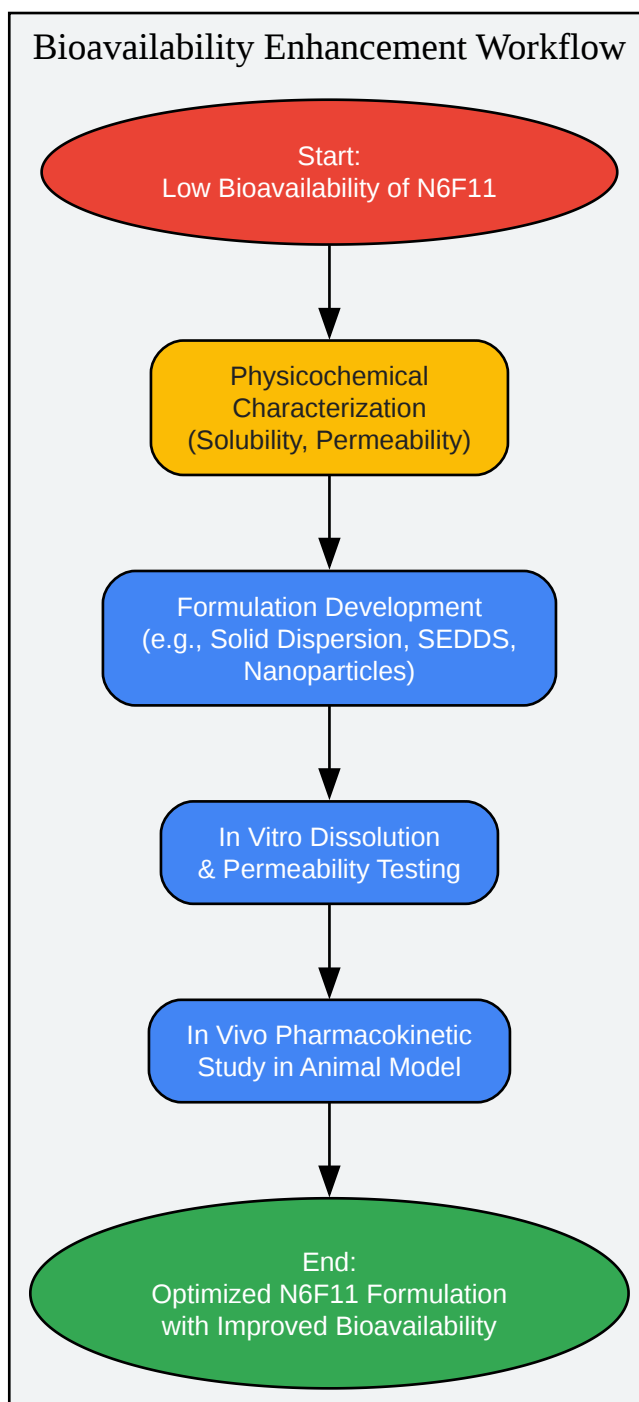 Bioavailability Enhancement Workflow
Start:
Low Bioavailability of N6F11
Physicochemical
Characterization
(Solubility, Permeability)
Formulation Development
(e.g., Solid Dispersion, SEDDS,
Nanoparticles)
In Vitro Dissolution
& Permeability Testing
In Vivo Pharmacokinetic
Study in Animal Model
End:
Optimized N6F11 Formulation
with Improved Bioavailability